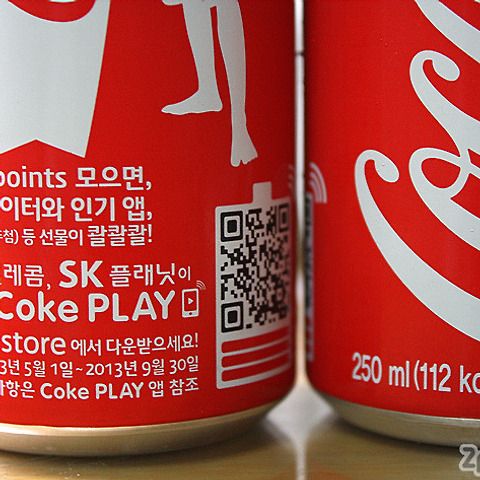 points 모으면,
이터와 인기 앱,
등 선물이 콸콸콸!
레콤, SK 플래닛이
Coke PLAY
store 에서 다운받으세요!
3년 5월 1일~2013년 9월 30일
사항은 Coke PLAY 앱 참조
250 ml (112 kc